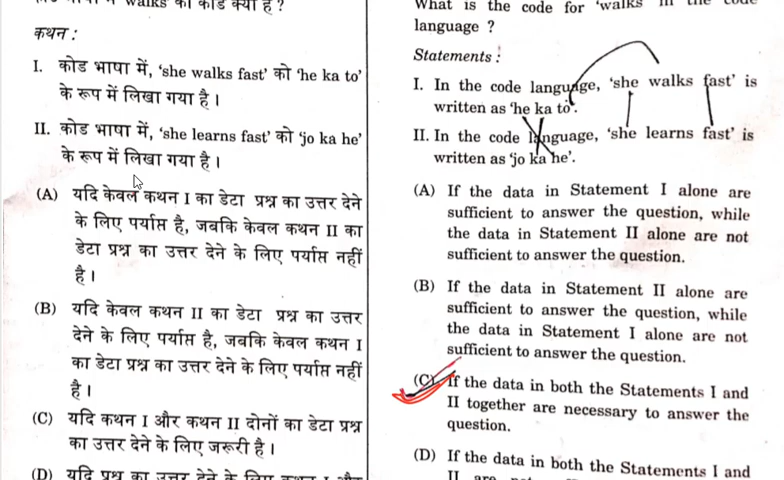 भाषा में 'walks' का कोड क्या है ?
कथन :
I. कोड भाषा में, 'she walks fast' को 'he ka to'
के रूप में लिखा गया है ।
II. कोड भाषा में, 'she learns fast' को 'jo ka he'
के रूप में लिखा गया है ।
(A) यदि केवल कथन I का डेटा प्रश्न का उत्तर देने
के लिए पर्याप्त है, जबकि केवल कथन II का
डेटा प्रश्न का उत्तर देने के लिए पर्याप्त नहीं
है ।
(B) यदि केवल कथन II का डेटा प्रश्न का उत्तर
देने के लिए पर्याप्त है, जबकि केवल कथन I
का डेटा प्रश्न का उत्तर देने के लिए पर्याप्त नहीं
है ।
(C) यदि कथन I और कथन II दोनों का डेटा प्रश्न
का उत्तर देने के लिए जरूरी है ।
(D) यदि प्रश्न का उत्तर देने के लिए कथन I और
What is the code for 'walks' in the code
language ?
Statements :
I. In the code language, 'she walks fast' is
written as 'he ka to'.
II. In the code language, 'she learns fast' is
written as 'jo ka he'.
(A) If the data in Statement I alone are
sufficient to answer the question, while
the data in Statement II alone are not
sufficient to answer the question.
(B) If the data in Statement II alone are
sufficient to answer the question, while
the data in Statement I alone are not
sufficient to answer the question.
(C) If the data in both the Statements I and
II together are necessary to answer the
question.
(D) If the data in both the Statements I and
II are